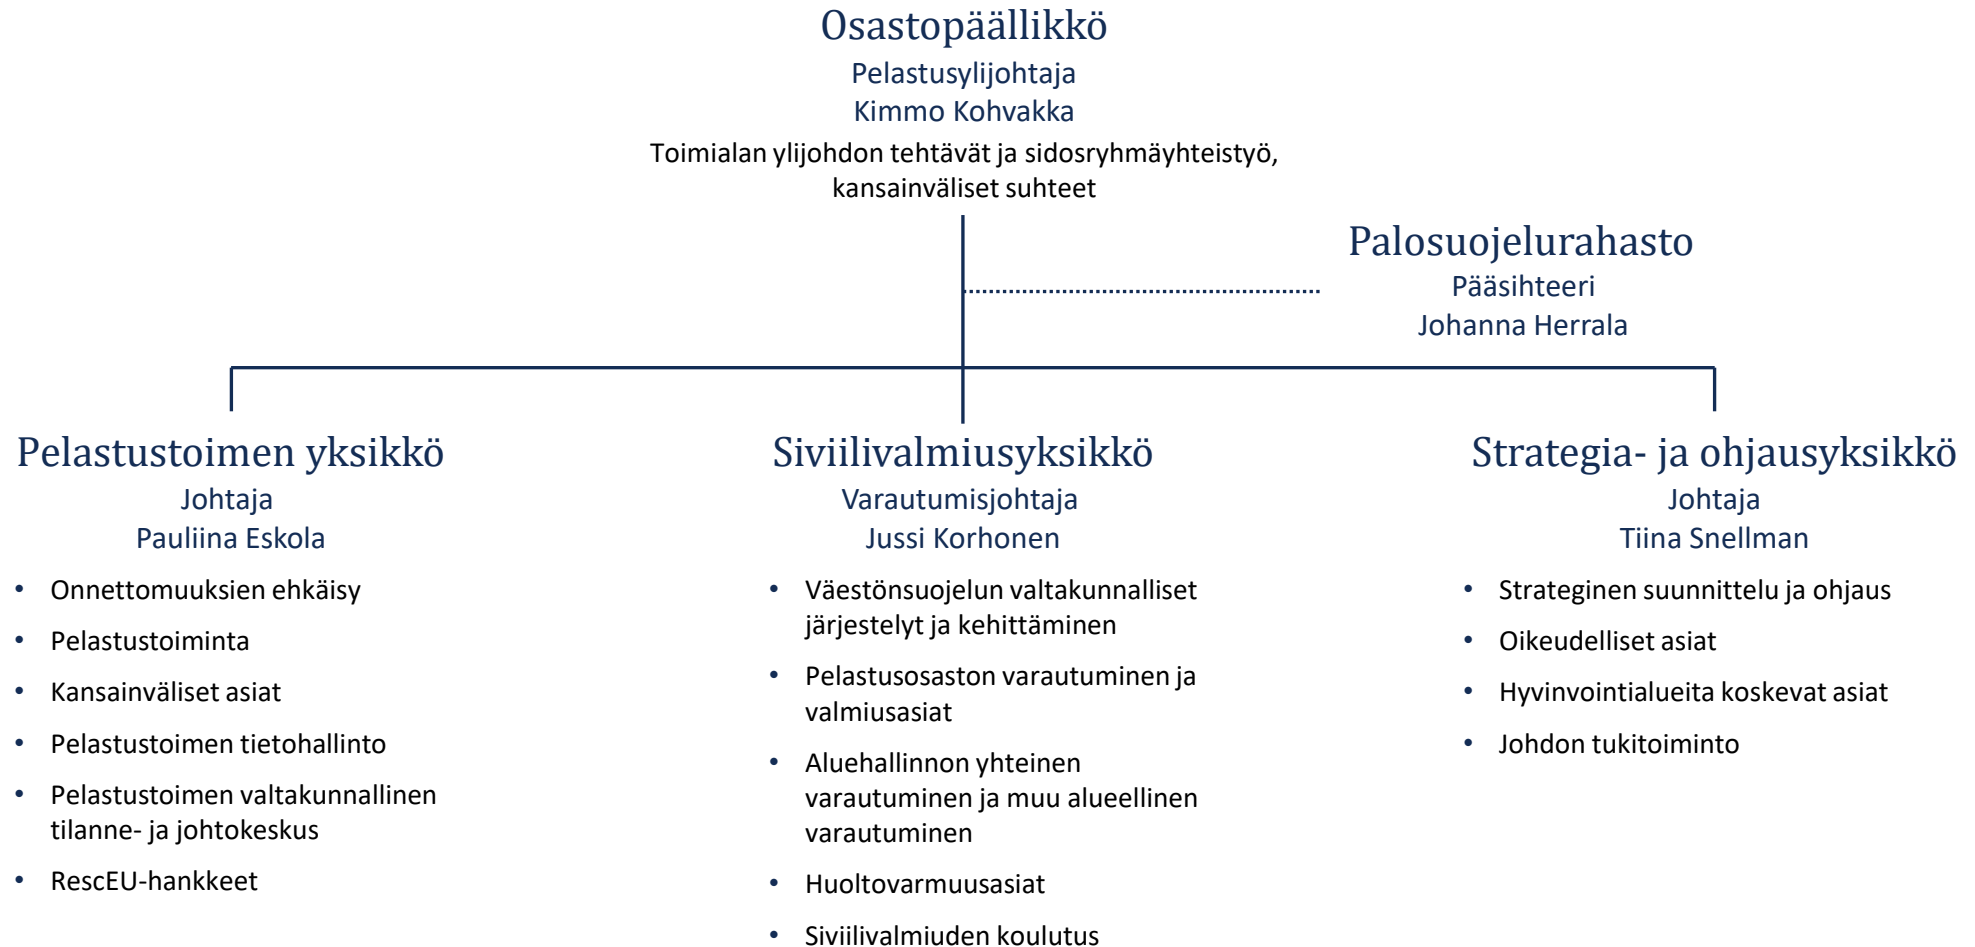 Osastopäällikkö
Pelastusylijohtaja
Kimmo Kohvakka
Toimialan ylijohdon tehtävät ja sidosryhmäyhteistyö,
kansainväliset suhteet
Palosuojelurahasto
Pääsihteeri
Johanna Herrala
Pelastustoimen yksikkö
Johtaja
Pauliina Eskola
• Onnettomuuksien ehkäisy
• Pelastustoiminta
• Kansainväliset asiat
• Pelastustoimen tietohallinto
• Pelastustoimen valtakunnallinen
tilanne- ja johtokeskus
• RescEU-hankkeet
Siviilivalmiusyksikkö
Varautumisjohtaja
Jussi Korhonen
• Väestönsuojelun valtakunnalliset
järjestelyt ja kehittäminen
• Pelastusosaston varautuminen ja
valmiusasiat
• Aluehallinnon yhteinen
varautuminen ja muu alueellinen
varautuminen
• Huoltovarmuusasiat
• Siviilivalmiuden koulutus
Strategia- ja ohjausyksikkö
Johtaja
Tiina Snellman
• Strateginen suunnittelu ja ohjaus
• Oikeudelliset asiat
• Hyvinvointialueita koskevat asiat
• Johdon tukitoiminto